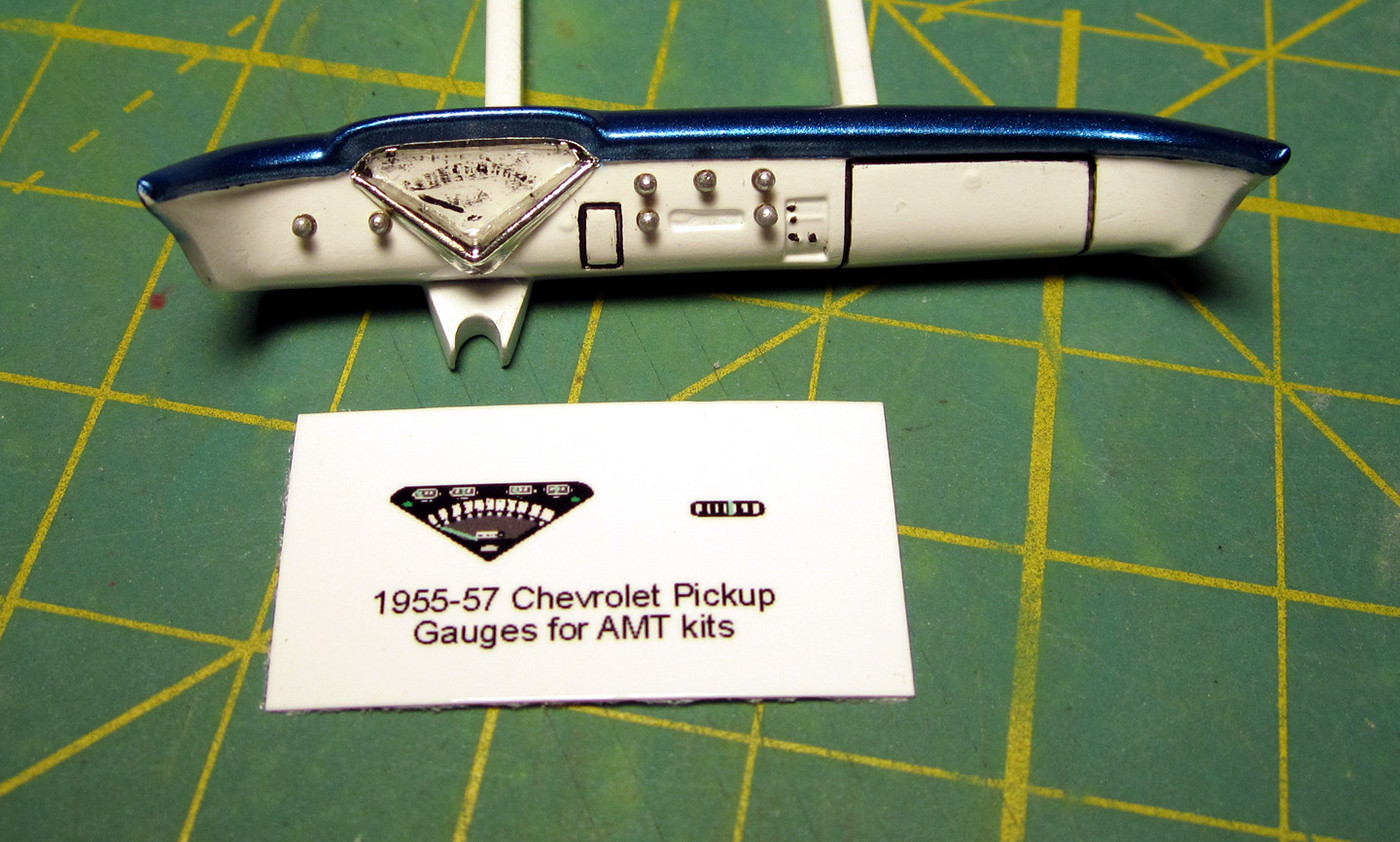 1955-57 Chevrolet Pickup
Gauges for AMT kits